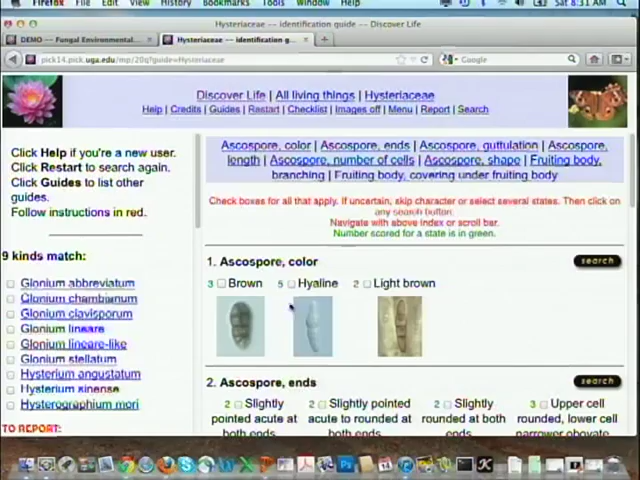 Firefox File Edit View History Bookmarks Tools Window Help Sat 8:31 AM
Hysteriaceae -- identification guide -- Discover Life
DEMO -- Fungal Environmental...
Hysteriaceae -- identification g...
pick14.pick.uga.edu/mp/20q?guide=Hysteriaceae
Google
Discover Life | All living things | Hysteriaceae
Help | Credits | Guides | Restart | Checklist | Images off | Menu | Report | Search
Click Help if you're a new user.
Click Restart to search again.
Click Guides to list other
guides.
Follow instructions in red.
9 kinds match:
Glonium abbreviatum
Glonium chambianum
Glonium clavisporum
Glonium lineare
Glonium lineare-like
Glonium stellatum
Hysterium angustatum
Hysterium sinense
Hysterographium mori
TO REPORT:
Ascospore, color | Ascospore, ends | Ascospore, guttulation | Ascospore,
length | Ascospore, number of cells | Ascospore, shape | Fruiting body,
branching | Fruiting body, covering under fruiting body
Check boxes for all that apply. If uncertain, skip character or select several states. Then click on
any search button.
Navigate with above index or scroll bar.
Number scored for a state is in green.
1. Ascospore, color
search
3 Brown 5 Hyaline 2 Light brown
2. Ascospore, ends
search
2 Slightly
pointed acute at
both ends
2 Slightly pointed
acute to rounded at
both ends
2 Slightly
rounded at both
ends
3 Upper cell
rounded, lower cell
narrower obovate